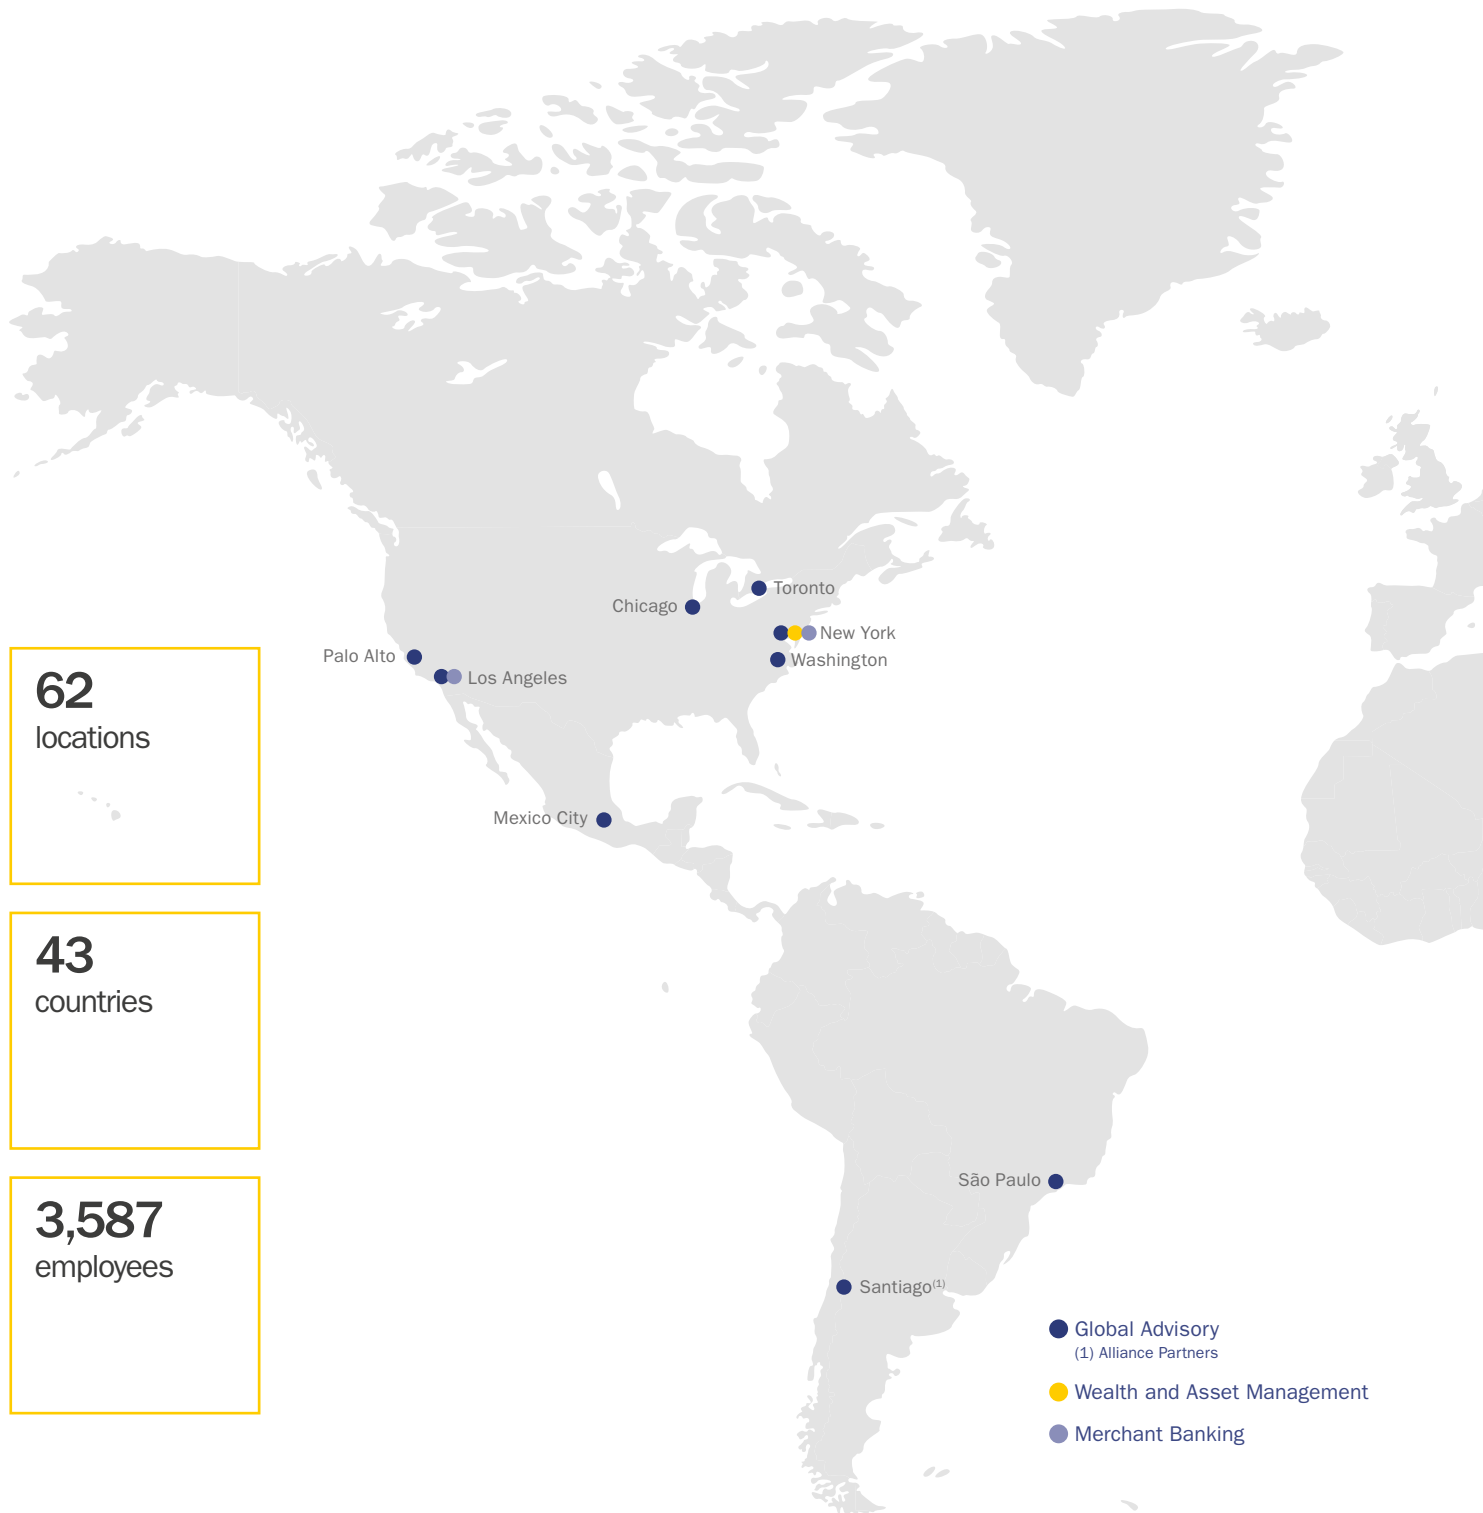 Toronto
Chicago
New York
Palo Alto
Washington
Los Angeles
62
locations
Mexico City
43
countries
São Paulo
3,587
employees
Santiago(1)
Global Advisory
(1) Alliance Partners
Wealth and Asset Management
Merchant Banking